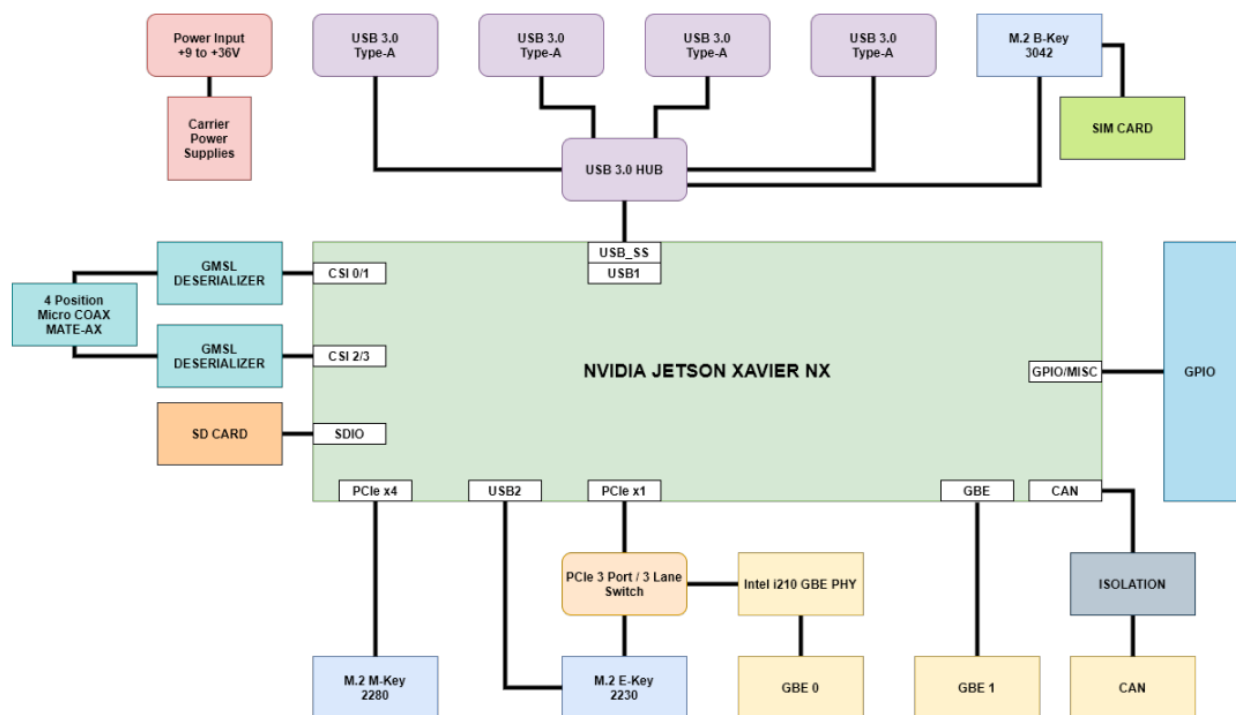 Power Input
+9 to +36V
USB 3.0
Type-A
USB 3.0
Type-A
USB 3.0
Type-A
USB 3.0
Type-A
M.2 B-Key
3042
Carrier
Power
Supplies
SIM CARD
USB 3.0 HUB
USB_SS
USB1
GMSL
DESERIALIZER
CSI 0/1
4 Position
Micro COAX
MATE-AX
GMSL
DESERIALIZER
CSI 2/3
NVIDIA JETSON XAVIER NX
GPIO/MISC
GPIO
SD CARD
SDIO
PCIe x4
USB2
PCIe x1
GBE
CAN
PCIe 3 Port / 3 Lane
Switch
Intel i210 GBE PHY
ISOLATION
M.2 M-Key
2280
M.2 E-Key
2230
GBE 0
GBE 1
CAN